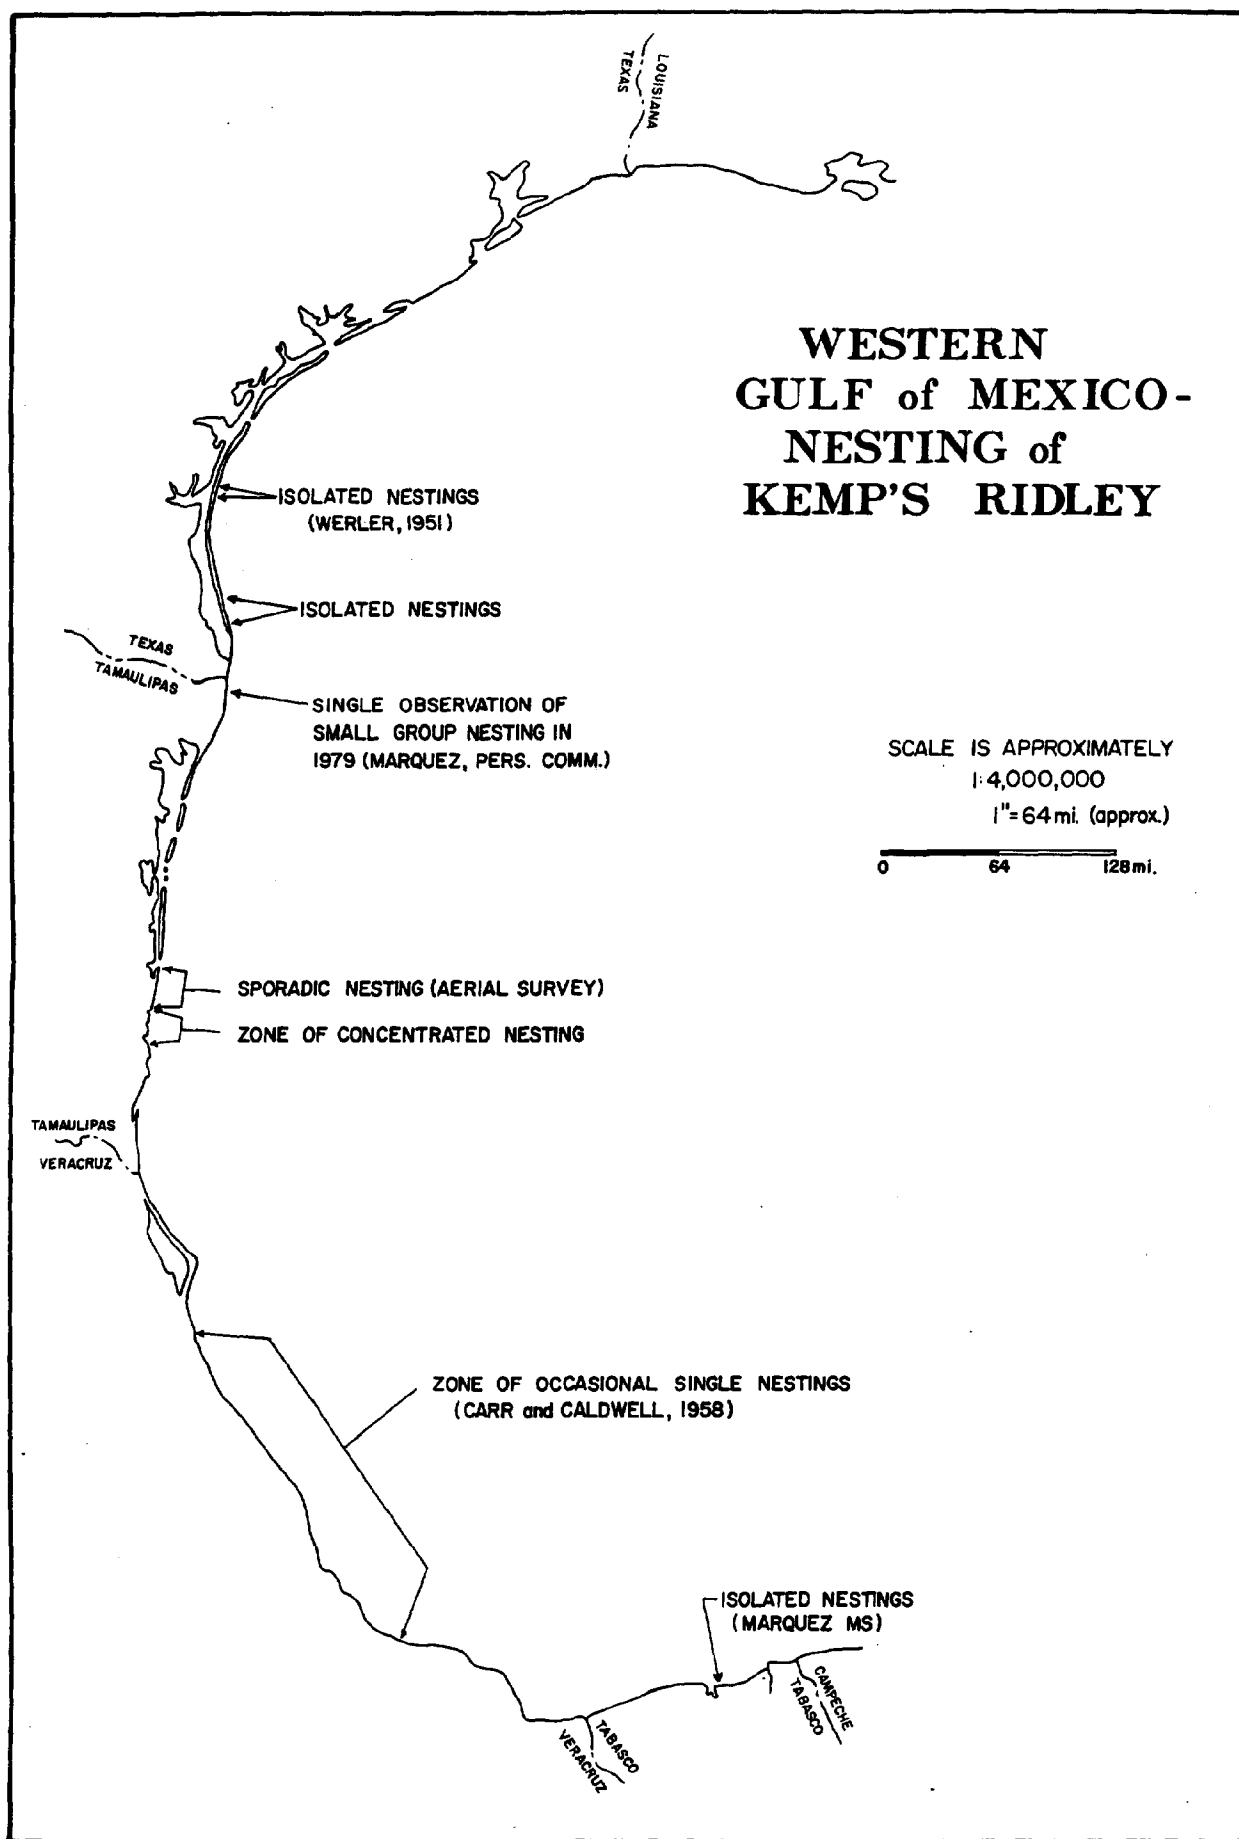 LOUISIANA
TEXAS
WESTERN
GULF of MEXICO-
NESTING of
KEMP'S RIDLEY
ISOLATED NESTINGS
(WERLER, 1951)
ISOLATED NESTINGS
TEXAS
TAMAULIPAS
SINGLE OBSERVATION OF
SMALL GROUP NESTING IN
1979 (MARQUEZ, PERS. COMM.)
SCALE IS APPROXIMATELY
1:4,000,000
1"=64 mi. (approx.)
0 64 128 mi.
SPORADIC NESTING (AERIAL SURVEY)
ZONE OF CONCENTRATED NESTING
TAMAULIPAS
VERACRUZ
ZONE OF OCCASIONAL SINGLE NESTINGS
(CARR and CALDWELL, 1958)
ISOLATED NESTINGS
(MARQUEZ MS)
CAMPECHE
TABASCO
TABASCO
VERACRUZ